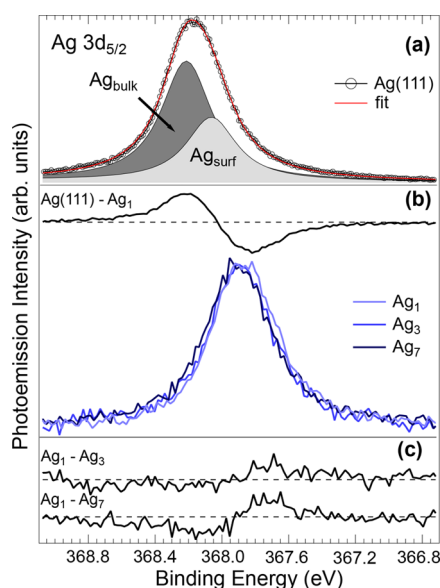 Ag 3d5/2
(a)
Agbulk
Ag(111)
fit
Agsurf
Photoemission Intensity (arb. units)
Ag(111) - Ag1
(b)
Ag1
Ag3
Ag7
Ag1 - Ag3
(c)
Ag1 - Ag7
368.8 368.4 368.0 367.6 367.2 366.8
Binding Energy (eV)